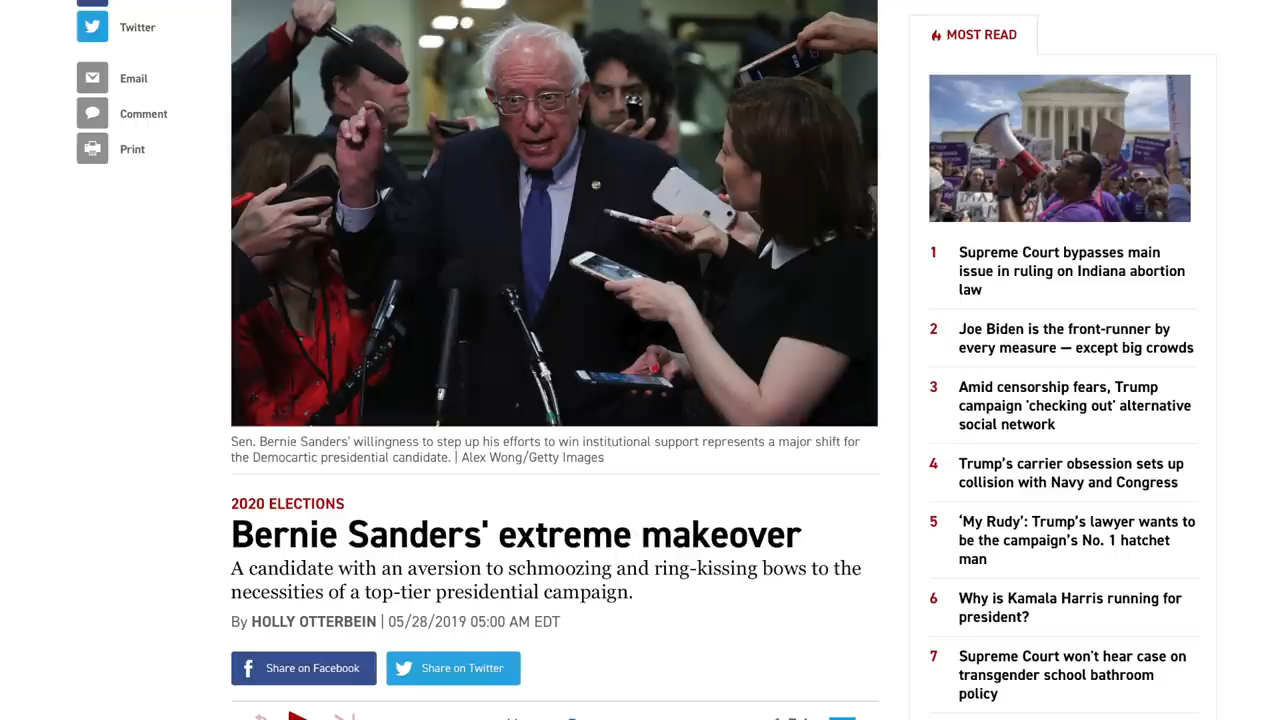 Twitter
Email
Comment
Print
Sen. Bernie Sanders' willingness to step up his efforts to win institutional support represents a major shift for
the Democartic presidential candidate. | Alex Wong/Getty Images
2020 ELECTIONS
Bernie Sanders' extreme makeover
A candidate with an aversion to schmoozing and ring-kissing bows to the
necessities of a top-tier presidential campaign.
By HOLLY OTTERBEIN | 05/28/2019 05:00 AM EDT
Share on Facebook
Share on Twitter
MOST READ
1 Supreme Court bypasses main
issue in ruling on Indiana abortion
law
2 Joe Biden is the front-runner by
every measure — except big crowds
3 Amid censorship fears, Trump
campaign 'checking out' alternative
social network
4 Trump's carrier obsession sets up
collision with Navy and Congress
5 ‘My Rudy’: Trump’s lawyer wants to
be the campaign’s No. 1 hatchet
man
6 Why is Kamala Harris running for
president?
7 Supreme Court won't hear case on
transgender school bathroom
policy